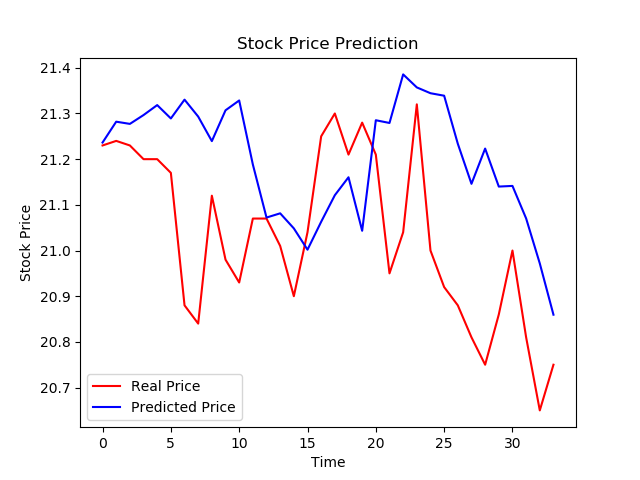 Stock Price Prediction
21.4
21.3
21.2
21.1
21.0
20.9
20.8
20.7
Stock Price
Real Price
Predicted Price
0 5 10 15 20 25 30
Time